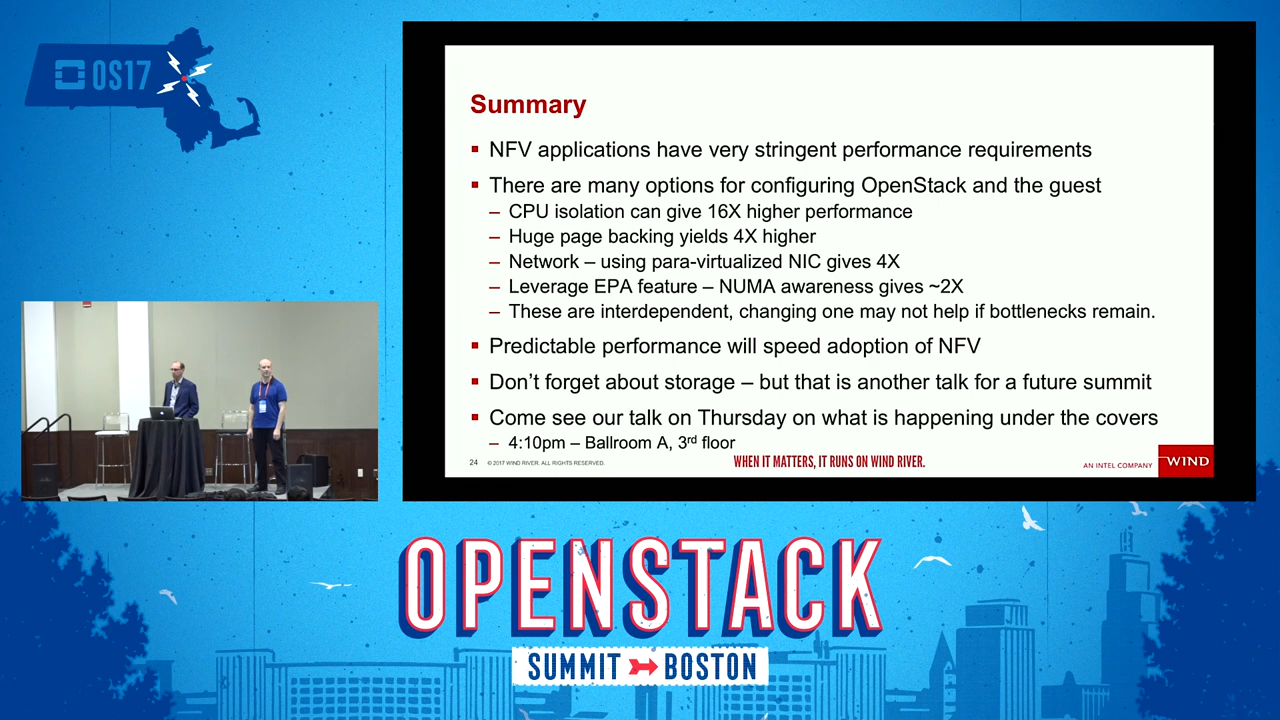 OS17
Summary
▪ NFV applications have very stringent performance requirements
▪ There are many options for configuring OpenStack and the guest
– CPU isolation can give 16X higher performance
– Huge page backing yields 4X higher
– Network – using para-virtualized NIC gives 4X
– Leverage EPA feature – NUMA awareness gives ~2X
– These are interdependent, changing one may not help if bottlenecks remain.
▪ Predictable performance will speed adoption of NFV
▪ Don’t forget about storage – but that is another talk for a future summit
▪ Come see our talk on Thursday on what is happening under the covers
– 4:10pm – Ballroom A, 3rd floor
24 © 2017 WIND RIVER. ALL RIGHTS RESERVED.
WHEN IT MATTERS, IT RUNS ON WIND RIVER.
AN INTEL COMPANY
WIND
OPENSTACK
SUMMIT BOSTON